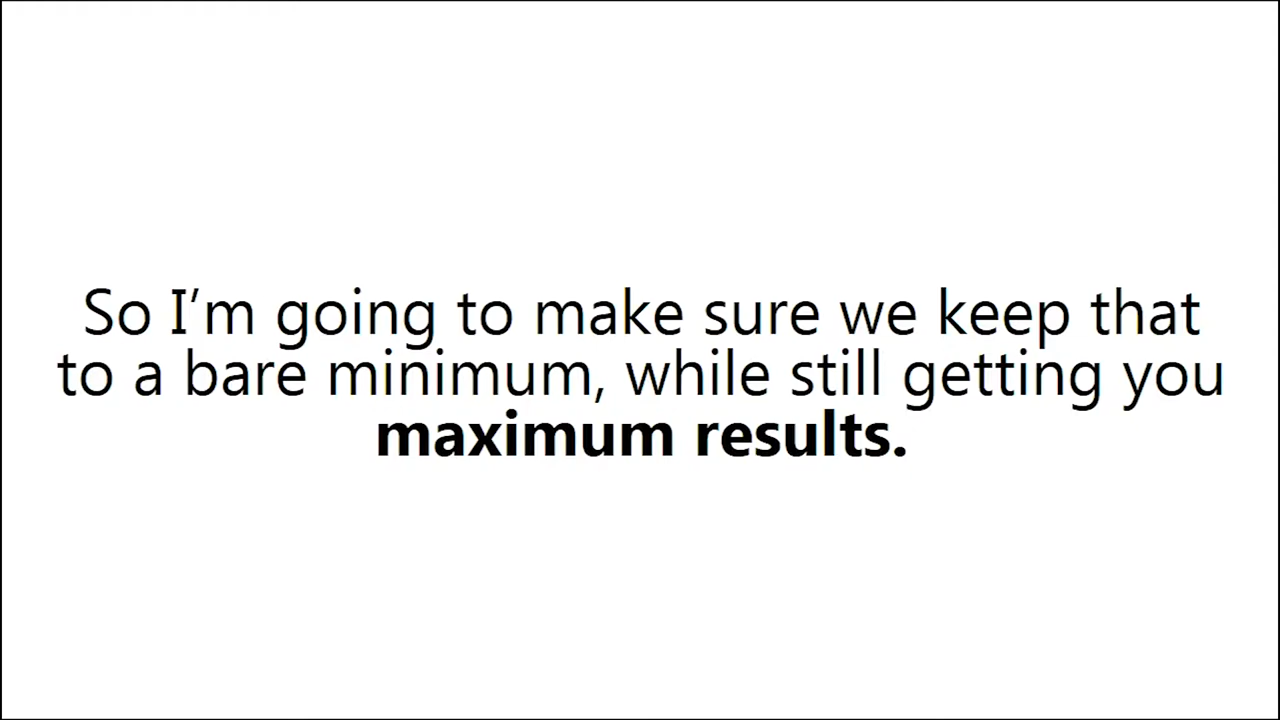 So I’m going to make sure we keep that
to a bare minimum, while still getting you
maximum results.